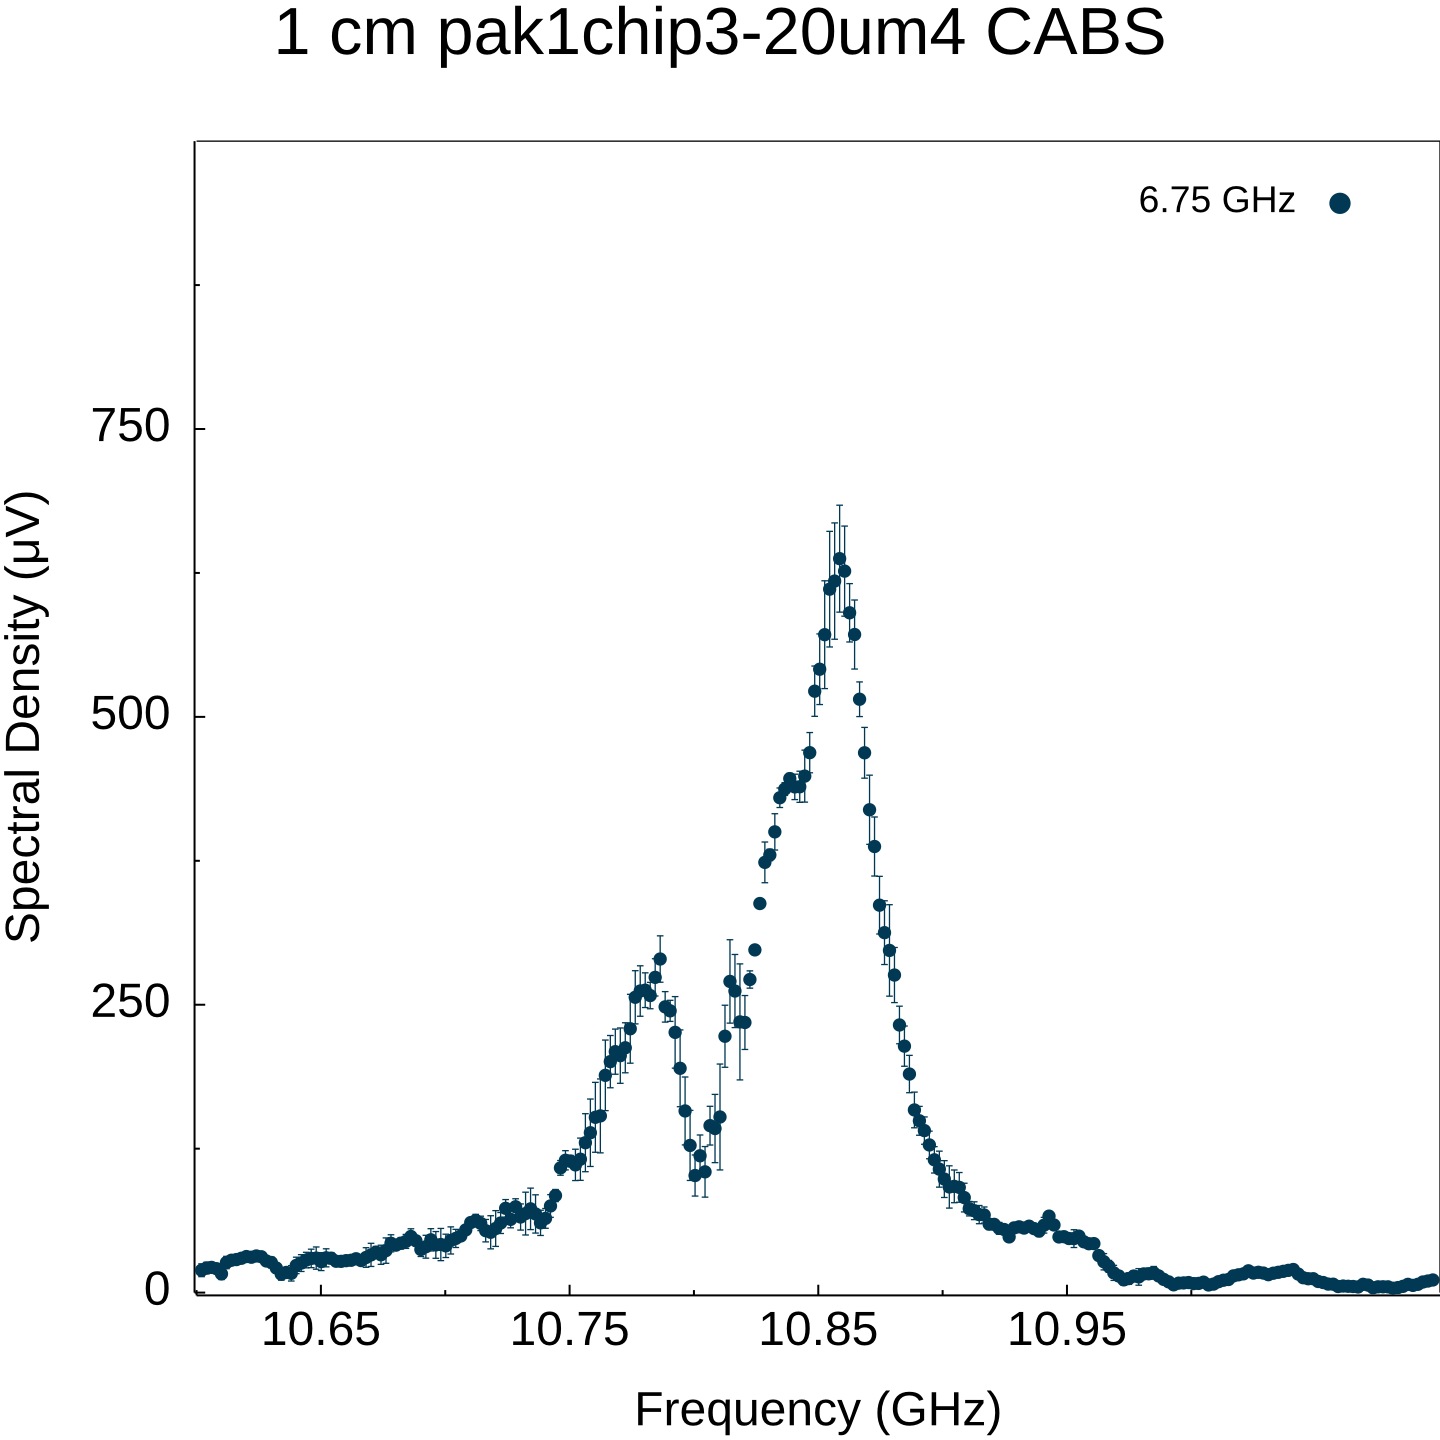 1 cm pak1chip3-20um4 CABS
6.75 GHz
750
500
250
0
Spectral Density (μV)
10.65 10.75 10.85 10.95
Frequency (GHz)